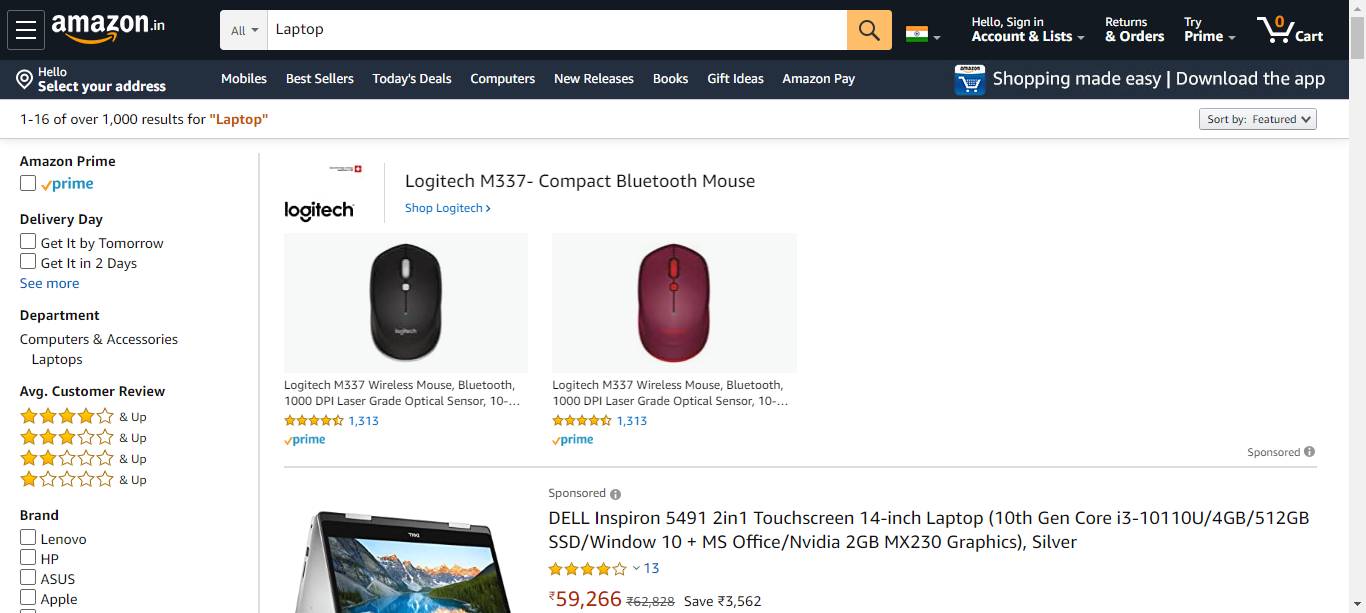 amazon.in
All
Laptop
Hello, Sign in
Account & Lists
Returns
& Orders
Try
Prime
0
Cart
Hello
Select your address
Mobiles
Best Sellers
Today's Deals
Computers
New Releases
Books
Gift Ideas
Amazon Pay
amazon
Shopping made easy | Download the app
1-16 of over 1,000 results for "Laptop"
Sort by: Featured
Amazon Prime
prime
Delivery Day
Get It by Tomorrow
Get It in 2 Days
See more
Department
Computers & Accessories
Laptops
Avg. Customer Review
& Up
& Up
& Up
& Up
Brand
Lenovo
HP
ASUS
Apple
logitech
Logitech M337- Compact Bluetooth Mouse
Shop Logitech ›
logitech
Logitech M337 Wireless Mouse, Bluetooth,
1000 DPI Laser Grade Optical Sensor, 10-...
1,313
prime
logitech
Logitech M337 Wireless Mouse, Bluetooth,
1000 DPI Laser Grade Optical Sensor, 10-...
1,313
prime
Sponsored
DELL
Sponsored
DELL Inspiron 5491 2in1 Touchscreen 14-inch Laptop (10th Gen Core i3-10110U/4GB/512GB
SSD/Window 10 + MS Office/Nvidia 2GB MX230 Graphics), Silver
13
₹59,266 ₹62,828 Save ₹3,562